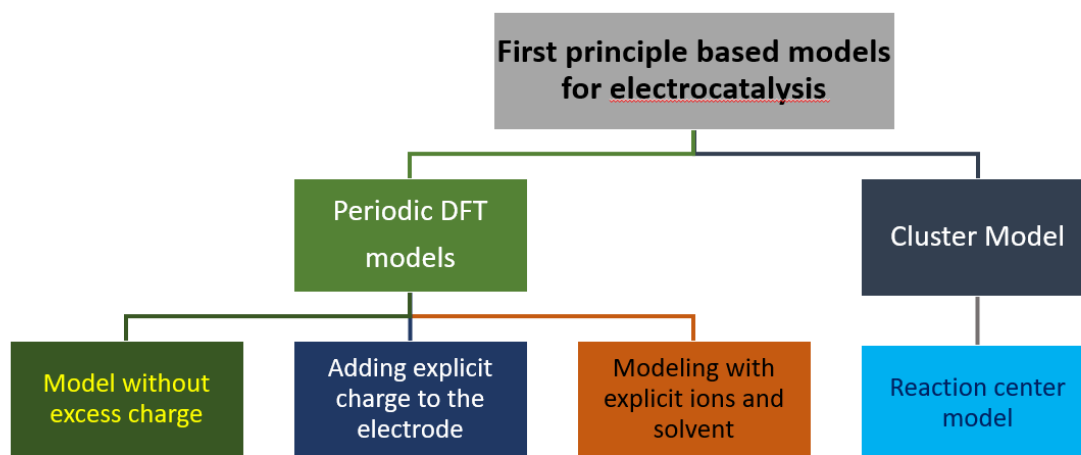 First principle based models
for electrocatalysis
Periodic DFT
models
Cluster Model
Model without
excess charge
Adding explicit
charge to the
electrode
Modeling with
explicit ions and
solvent
Reaction center
model